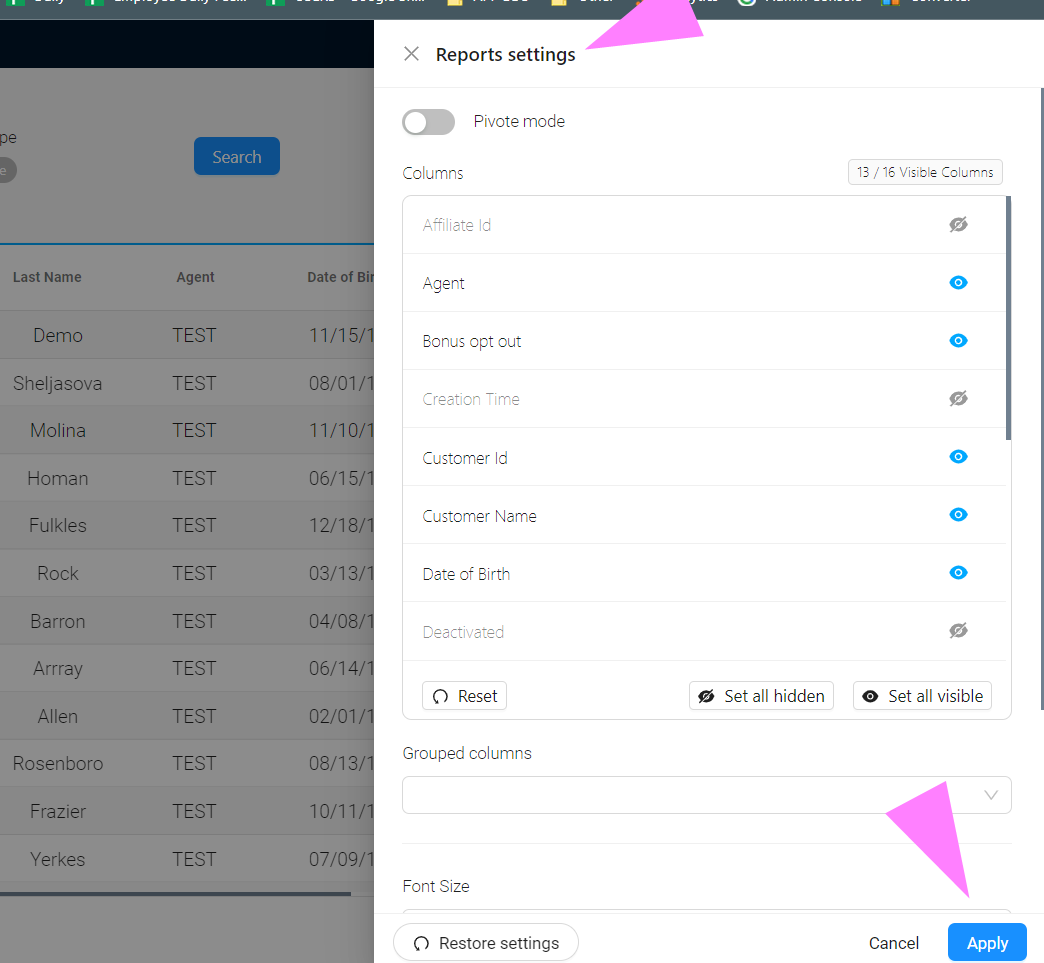 Reports settings
Pivote mode
Search
Columns
13 / 16 Visible Columns
Affiliate Id
Agent
Bonus opt out
Creation Time
Customer Id
Customer Name
Date of Birth
Deactivated
Reset
Set all hidden
Set all visible
Grouped columns
Font Size
Restore settings
Cancel
Apply
Last Name Agent Date of Bir
Demo TEST 11/15/1
Sheljasova TEST 08/01/1
Molina TEST 11/10/1
Homan TEST 06/15/1
Fulkles TEST 12/18/1
Rock TEST 03/13/1
Barron TEST 04/08/1
Arrray TEST 06/14/1
Allen TEST 02/01/1
Rosenboro TEST 08/13/1
Frazier TEST 10/11/1
Yerkes TEST 07/09/1